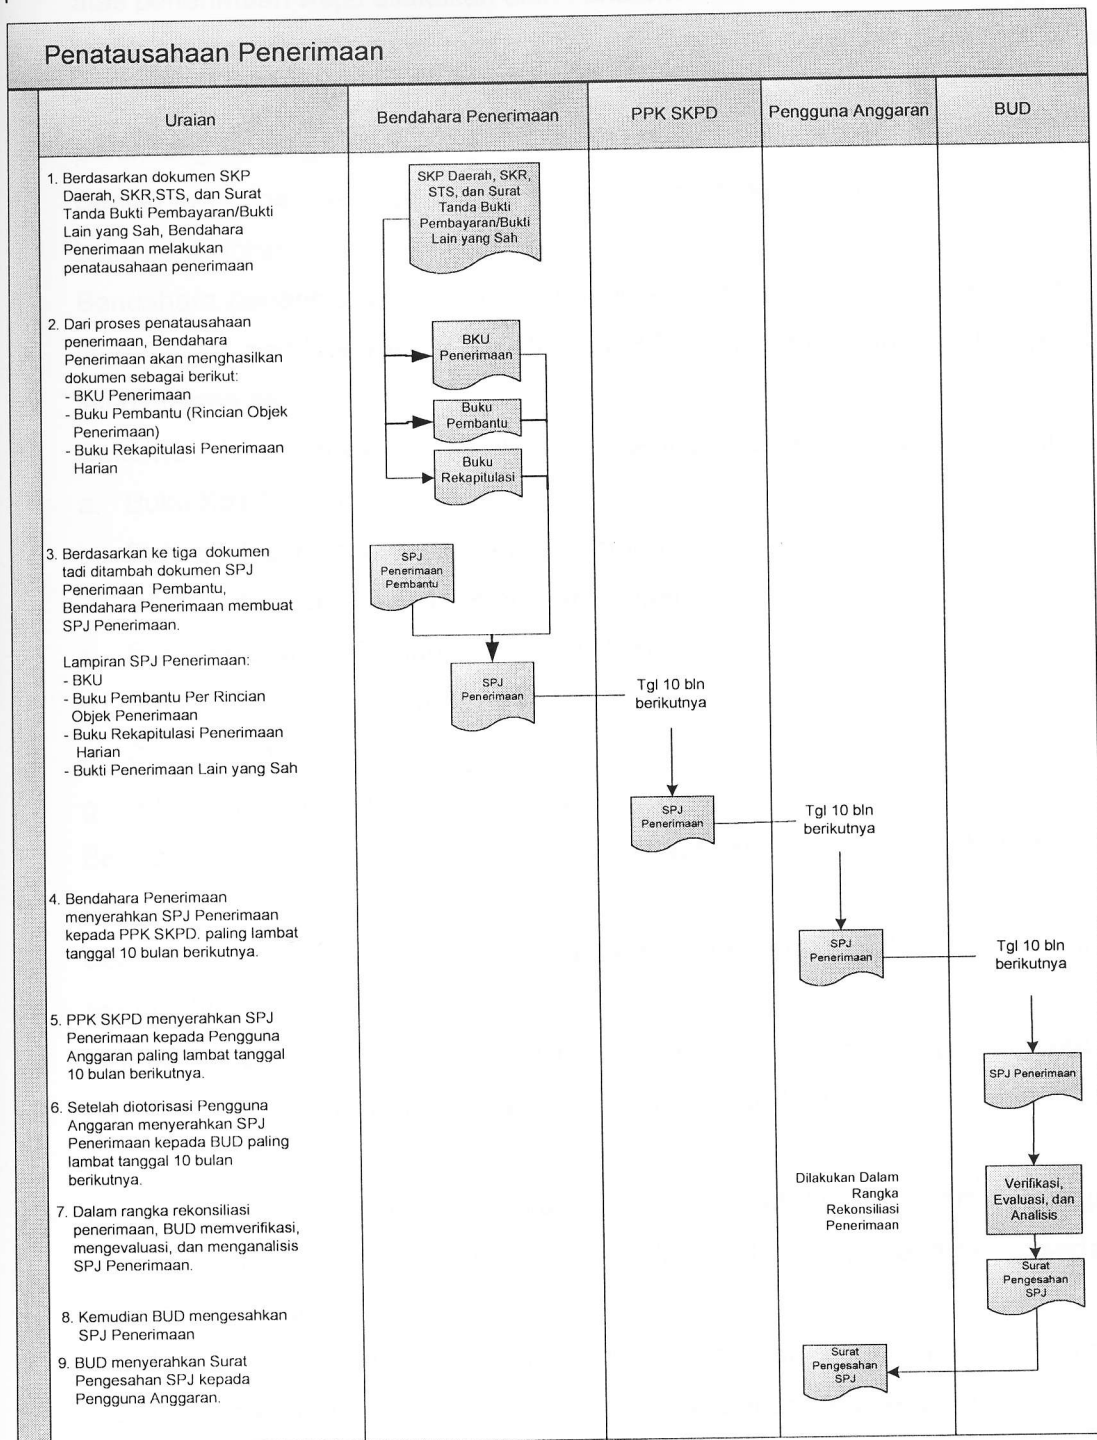 Penatausahaan Penerimaan
Uraian
Bendahara Penerimaan
PPK SKPD
Pengguna Anggaran
BUD
1. Berdasarkan dokumen SKP
Daerah, SKR,STS, dan Surat
Tanda Bukti Pembayaran/Bukti
Lain yang Sah, Bendahara
Penerimaan melakukan
penatausahaan penerimaan
SKP Daerah, SKR,
STS, dan Surat
Tanda Bukti
Pembayaran/Bukti
Lain yang Sah
2. Dari proses penatausahaan
penerimaan, Bendahara
Penerimaan akan menghasilkan
dokumen sebagai berikut:
- BKU Penerimaan
- Buku Pembantu (Rincian Objek
Penerimaan)
- Buku Rekapitulasi Penerimaan
Harian
BKU
Penerimaan
Buku
Pembantu
Buku
Rekapitulasi
3. Berdasarkan ke tiga dokumen
tadi ditambah dokumen SPJ
Penerimaan Pembantu,
Bendahara Penerimaan membuat
SPJ Penerimaan.
Lampiran SPJ Penerimaan:
- BKU
- Buku Pembantu Per Rincian
Objek Penerimaan
- Buku Rekapitulasi Penerimaan
Harian
- Bukti Penerimaan Lain yang Sah
SPJ
Penerimaan
Pembantu
SPJ
Penerimaan
Tgl 10 bln
berikutnya
SPJ
Penerimaan
Tgl 10 bln
berikutnya
4. Bendahara Penerimaan
menyerahkan SPJ Penerimaan
kepada PPK SKPD. paling lambat
tanggal 10 bulan berikutnya.
SPJ
Penerimaan
Tgl 10 bln
berikutnya
5. PPK SKPD menyerahkan SPJ
Penerimaan kepada Pengguna
Anggaran paling lambat tanggal
10 bulan berikutnya.
SPJ Penerimaan
6. Setelah diotorisasi Pengguna
Anggaran menyerahkan SPJ
Penerimaan kepada BUD paling
lambat tanggal 10 bulan
berikutnya.
7. Dalam rangka rekonsiliasi
penerimaan, BUD memverifikasi,
mengevaluasi, dan menganalisis
SPJ Penerimaan.
Dilakukan Dalam
Rangka
Rekonsiliasi
Penerimaan
Verifikasi,
Evaluasi, dan
Analisis
Surat
Pengesahan
SPJ
8. Kemudian BUD mengesahkan
SPJ Penerimaan
9. BUD menyerahkan Surat
Pengesahan SPJ kepada
Pengguna Anggaran.
Surat
Pengesahan
SPJ